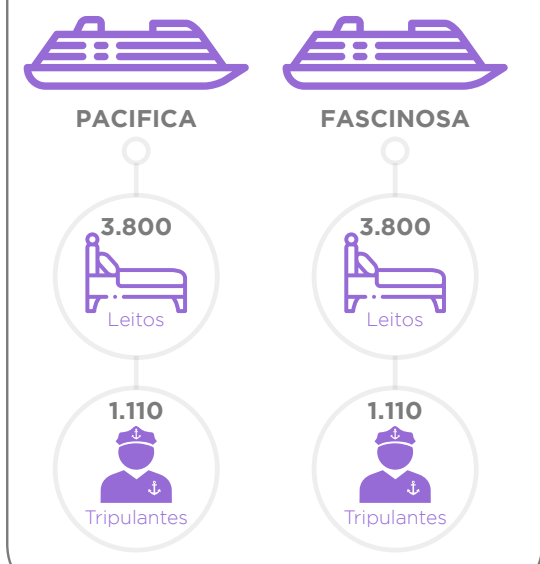 PACIFICA
3.800
Leitos
1.110
Tripulantes
FASCINOSA
3.800
Leitos
1.110
Tripulantes